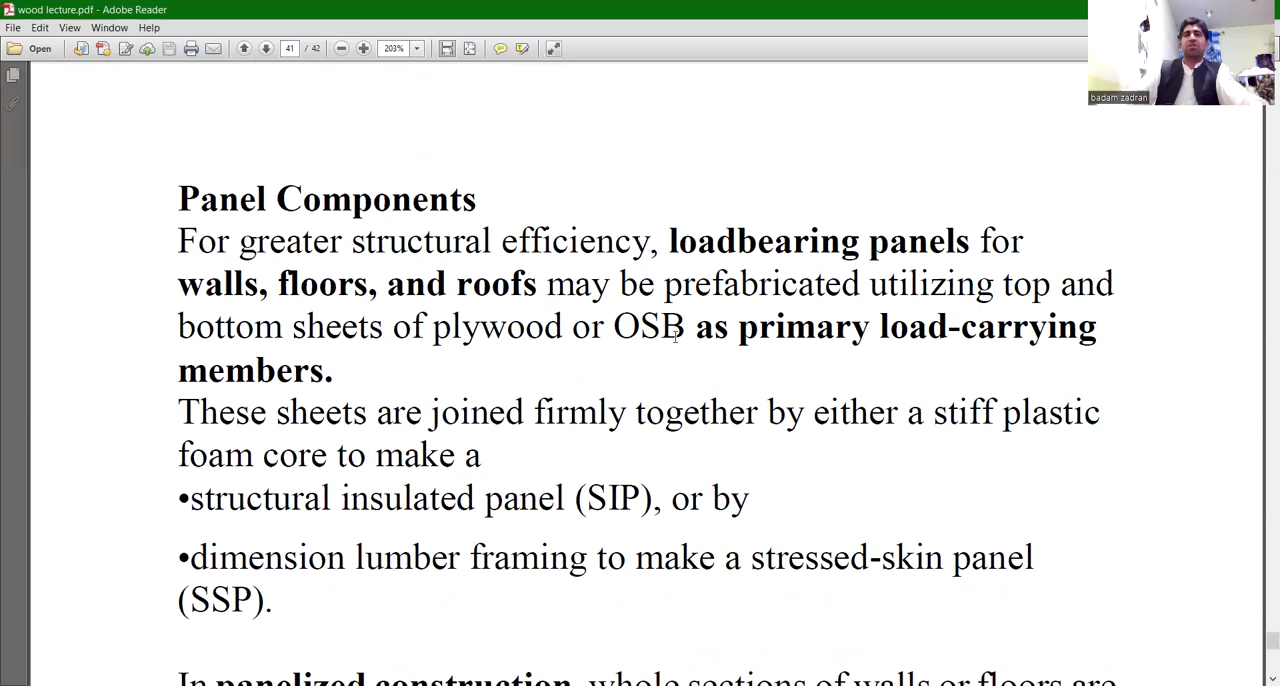 wood lecture.pdf - Adobe Reader
File Edit View Window Help
Open 41 / 42 203%
badam zadran
Panel Components
For greater structural efficiency, loadbearing panels for
walls, floors, and roofs may be prefabricated utilizing top and
bottom sheets of plywood or OSB as primary load-carrying
members.
These sheets are joined firmly together by either a stiff plastic
foam core to make a
•structural insulated panel (SIP), or by
•dimension lumber framing to make a stressed-skin panel
(SSP).
In panelized construction, whole sections of walls or floors are